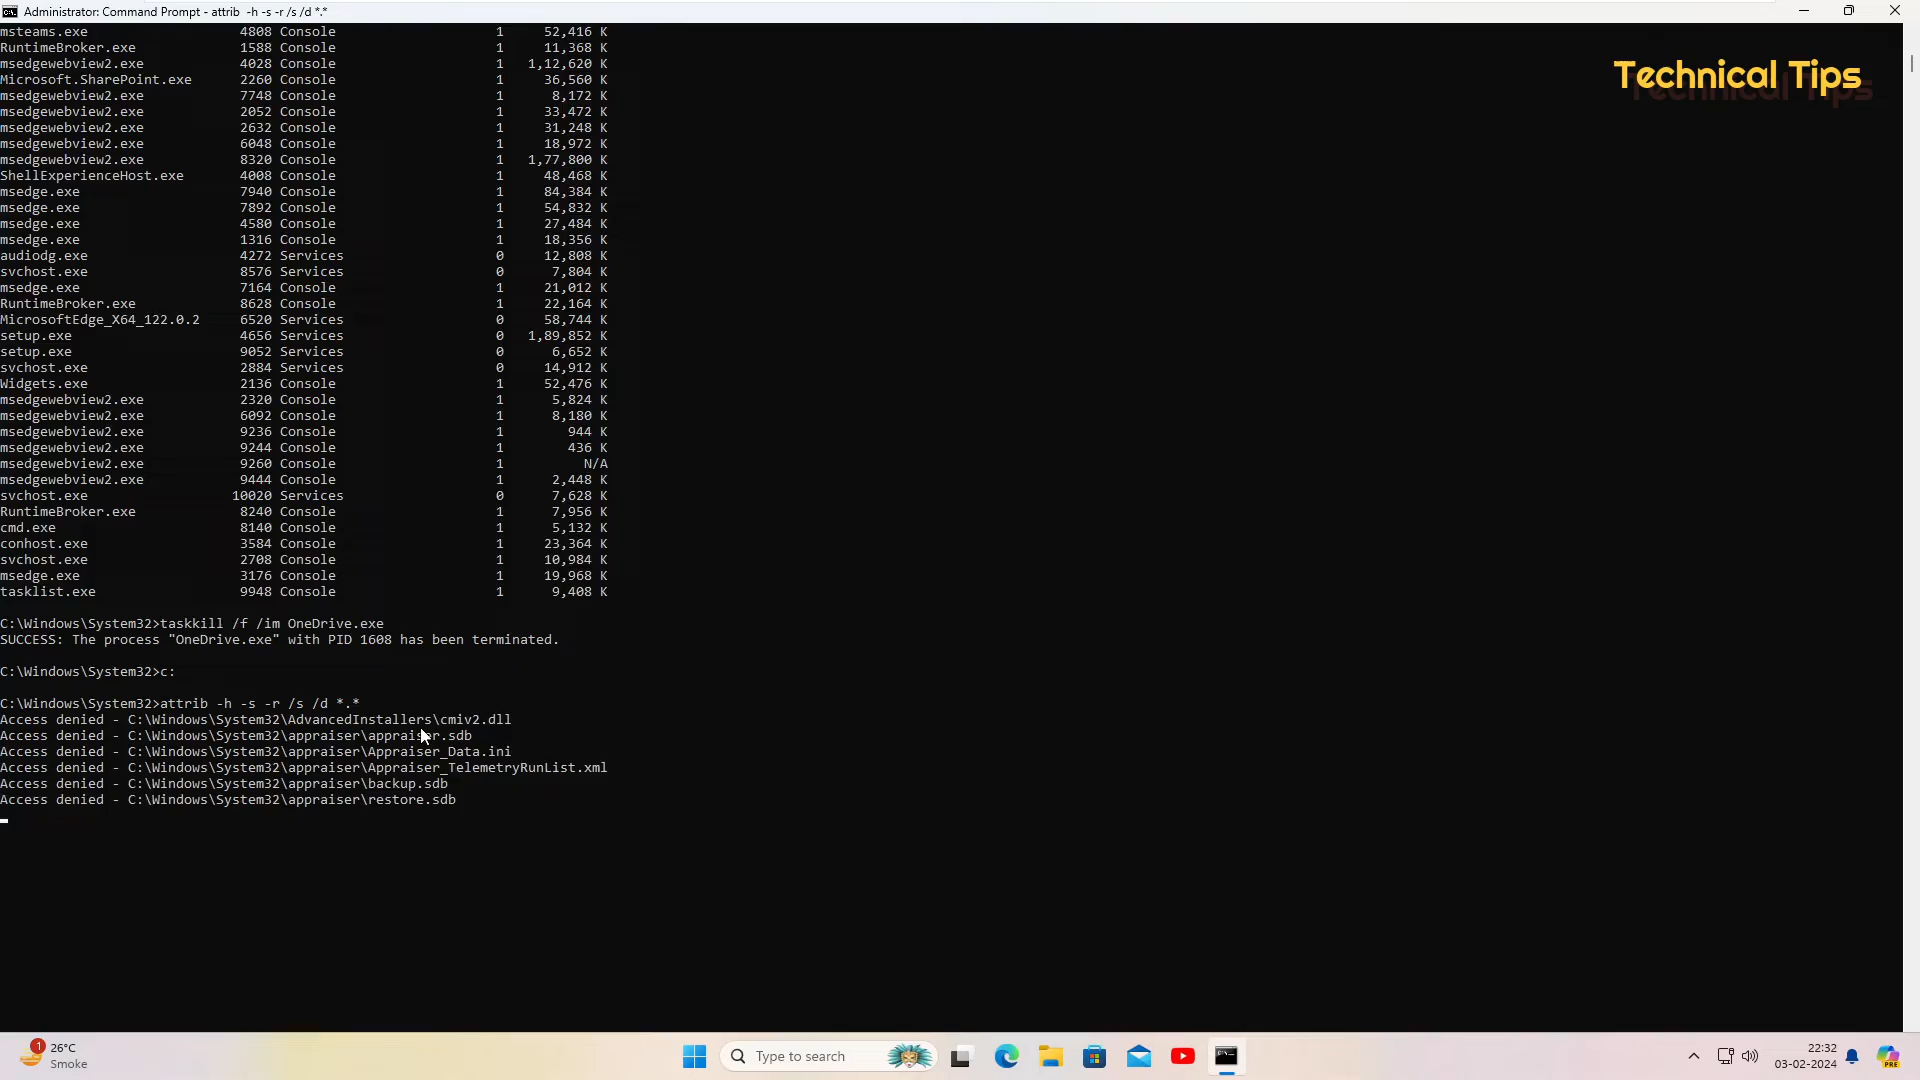 Administrator: Command Prompt - attrib -h -s -r /s /d *.*
msteams.exe 4808 Console 1 52,416 K
RuntimeBroker.exe 1588 Console 1 11,368 K
msedgewebview2.exe 4028 Console 1 1,12,620 K
Microsoft.SharePoint.exe 2260 Console 1 36,560 K
msedgewebview2.exe 7748 Console 1 8,172 K
msedgewebview2.exe 2052 Console 1 33,472 K
msedgewebview2.exe 2632 Console 1 31,248 K
msedgewebview2.exe 6048 Console 1 18,972 K
msedgewebview2.exe 8320 Console 1 1,77,800 K
ShellExperienceHost.exe 4008 Console 1 48,468 K
msedge.exe 7940 Console 1 84,384 K
msedge.exe 7892 Console 1 54,832 K
msedge.exe 4580 Console 1 27,484 K
msedge.exe 1316 Console 1 18,356 K
audiodg.exe 4272 Services 0 12,808 K
svchost.exe 8576 Services 0 7,804 K
msedge.exe 7164 Console 1 21,012 K
RuntimeBroker.exe 8628 Console 1 22,164 K
MicrosoftEdge_X64_122.0.2 6520 Services 0 58,744 K
setup.exe 4656 Services 0 1,89,852 K
setup.exe 9052 Services 0 6,652 K
svchost.exe 2884 Services 0 14,912 K
Widgets.exe 2136 Console 1 52,476 K
msedgewebview2.exe 2320 Console 1 5,824 K
msedgewebview2.exe 6092 Console 1 8,180 K
msedgewebview2.exe 9236 Console 1 944 K
msedgewebview2.exe 9244 Console 1 436 K
msedgewebview2.exe 9260 Console 1 N/A
msedgewebview2.exe 9444 Console 1 2,448 K
svchost.exe 10020 Services 0 7,628 K
RuntimeBroker.exe 8240 Console 1 7,956 K
cmd.exe 8140 Console 1 5,132 K
conhost.exe 3584 Console 1 23,364 K
svchost.exe 2708 Console 1 10,984 K
msedge.exe 3176 Console 1 19,968 K
tasklist.exe 9948 Console 1 9,408 K
C:\Windows\System32>taskkill /f /im OneDrive.exe
SUCCESS: The process "OneDrive.exe" with PID 1608 has been terminated.
C:\Windows\System32>c:
C:\Windows\System32>attrib -h -s -r /s /d *.*
Access denied - C:\Windows\System32\AdvancedInstallers\cmiv2.dll
Access denied - C:\Windows\System32\appraiser\appraiser.sdb
Access denied - C:\Windows\System32\appraiser\Appraiser_Data.ini
Access denied - C:\Windows\System32\appraiser\Appraiser_TelemetryRunList.xml
Access denied - C:\Windows\System32\appraiser\backup.sdb
Access denied - C:\Windows\System32\appraiser\restore.sdb
Technical Tips
1
26°C
Smoke
Type to search
22:32
03-02-2024
PRE